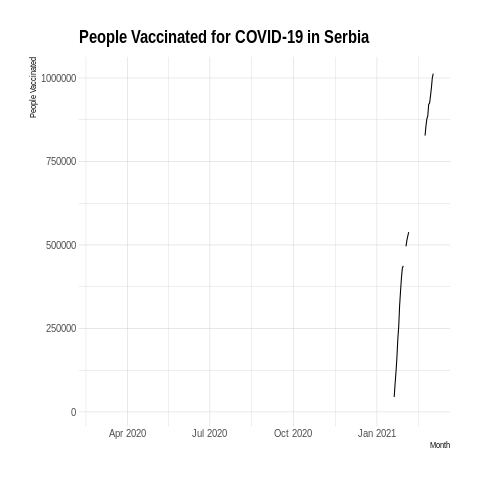 People Vaccinated for COVID-19 in Serbia
People Vaccinated
1000000
750000
500000
250000
0
Apr 2020 Jul 2020 Oct 2020 Jan 2021
Month